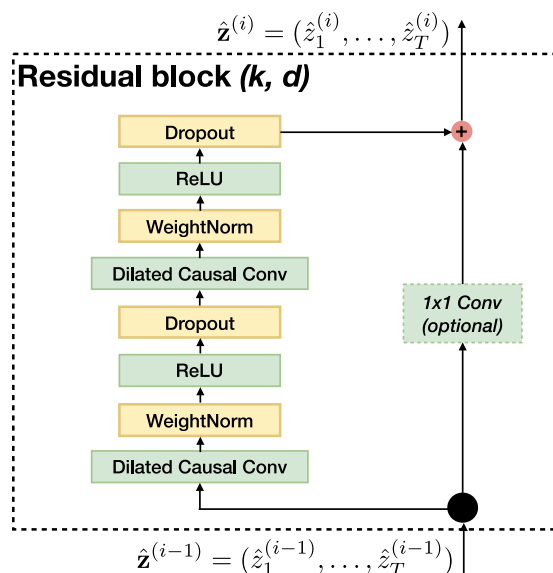 ẑ^(i) = (ẑ_1^(i), . . . , ẑ_T^(i))
Residual block (k, d)
Dropout
+
ReLU
WeightNorm
Dilated Causal Conv
1x1 Conv
(optional)
Dropout
ReLU
WeightNorm
Dilated Causal Conv
ẑ^(i−1) = (ẑ_1^(i−1), . . . , ẑ_T^(i−1))